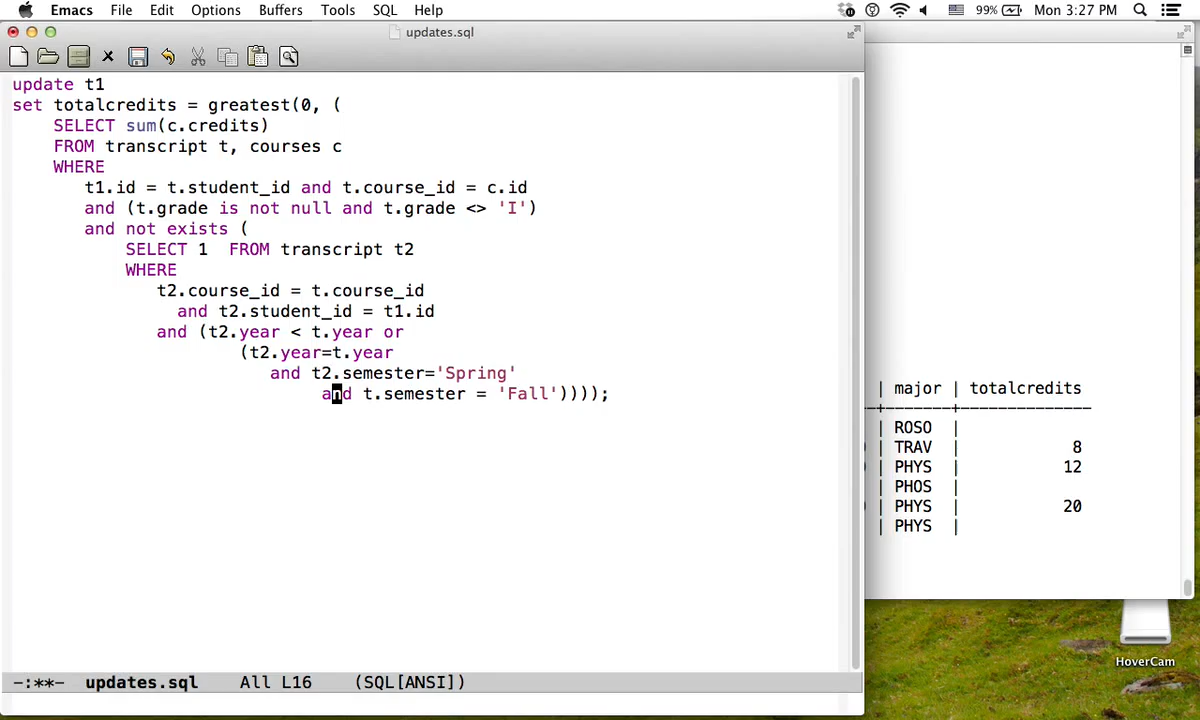 Emacs File Edit Options Buffers Tools SQL Help 99% Mon 3:27 PM
updates.sql
update t1
set totalcredits = greatest(0, (
SELECT sum(c.credits)
FROM transcript t, courses c
WHERE
t1.id = t.student_id and t.course_id = c.id
and (t.grade is not null and t.grade <> 'I')
and not exists (
SELECT 1  FROM transcript t2
WHERE
t2.course_id = t.course_id
and t2.student_id = t1.id
and (t2.year < t.year or
(t2.year=t.year
and t2.semester='Spring'
and t.semester = 'Fall'))));
-:**-  updates.sql    All L16    (SQL[ANSI])
| major | totalcredits
-+-------+--------------
| ROSO |
| TRAV | 8
| PHYS | 12
| PHOS |
| PHYS | 20
| PHYS |
HoverCam